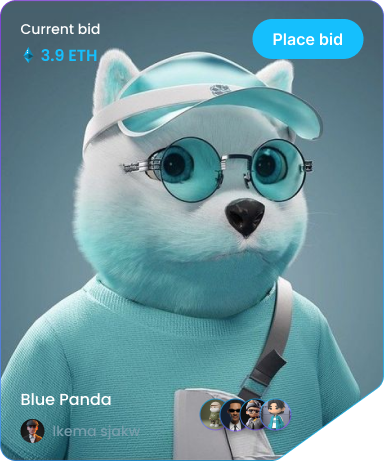 Current bid
Place bid
3.9 ETH
Blue Panda
Ikema sjakw